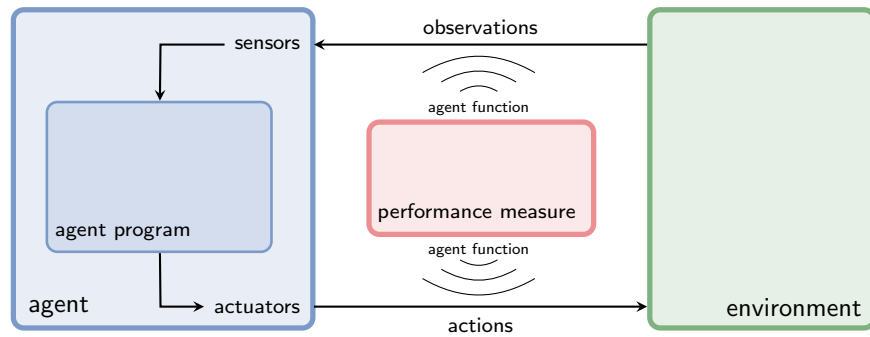 observations
sensors
agent function
performance measure
agent program
agent function
agent
actuators
environment
actions